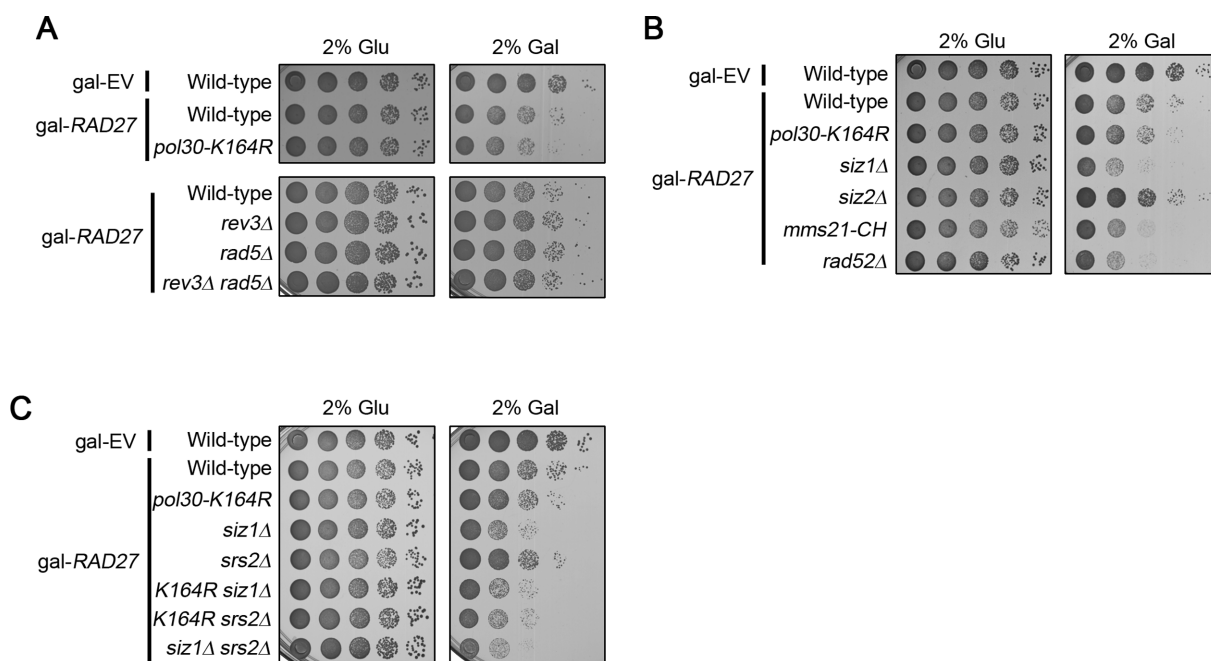 A
2% Glu 2% Gal
gal-EV Wild-type
gal-RAD27 Wild-type
pol30-K164R
gal-RAD27 Wild-type
rev3Δ
rad5Δ
rev3Δ rad5Δ
B
2% Glu 2% Gal
gal-EV Wild-type
gal-RAD27 Wild-type
pol30-K164R
siz1Δ
siz2Δ
mms21-CH
rad52Δ
C
2% Glu 2% Gal
gal-EV Wild-type
gal-RAD27 Wild-type
pol30-K164R
siz1Δ
srs2Δ
K164R siz1Δ
K164R srs2Δ
siz1Δ srs2Δ